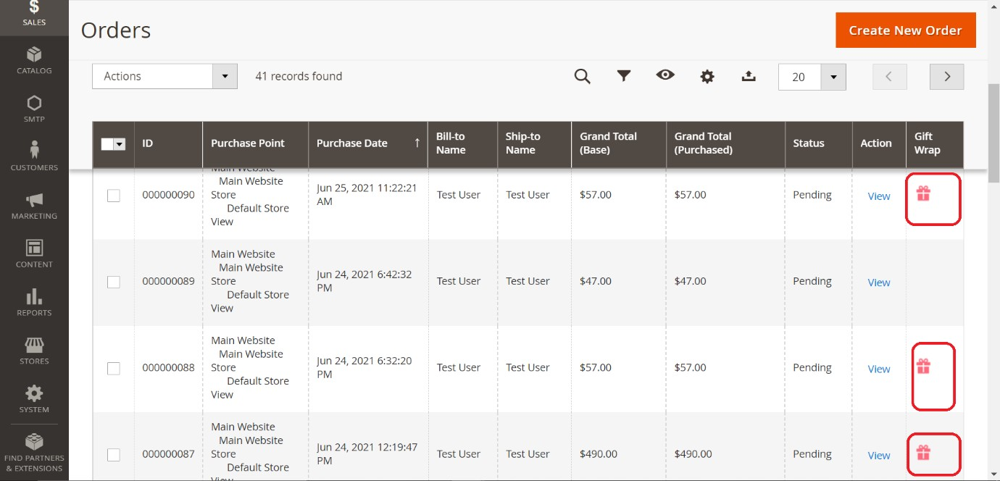 $
SALES
CATALOG
SMTP
CUSTOMERS
MARKETING
CONTENT
REPORTS
STORES
SYSTEM
FIND PARTNERS
& EXTENSIONS
Orders
Create New Order
Actions
41 records found
20
ID
Purchase Point
Purchase Date ↑
Bill-to
Name
Ship-to
Name
Grand Total
(Base)
Grand Total
(Purchased)
Status
Action
Gift
Wrap
000000090
Main Website
Main Website
Store
Default Store
View
Jun 25, 2021 11:22:21
AM
Test User
Test User
$57.00
$57.00
Pending
View
000000089
Main Website
Main Website
Store
Default Store
View
Jun 24, 2021 6:42:32
PM
Test User
Test User
$47.00
$47.00
Pending
View
000000088
Main Website
Main Website
Store
Default Store
View
Jun 24, 2021 6:32:20
PM
Test User
Test User
$57.00
$57.00
Pending
View
000000087
Main Website
Main Website
Store
Default Store
View
Jun 24, 2021 12:19:47
PM
Test User
Test User
$490.00
$490.00
Pending
View